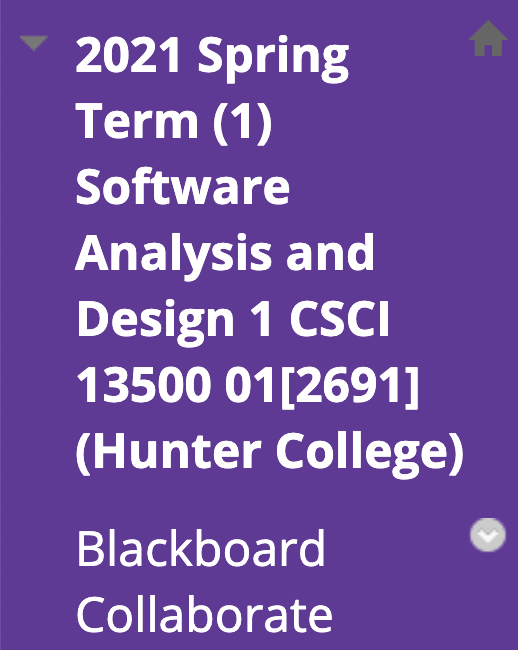 2021 Spring
Term (1)
Software
Analysis and
Design 1 CSCI
13500 01[2691]
(Hunter College)
Blackboard
Collaborate